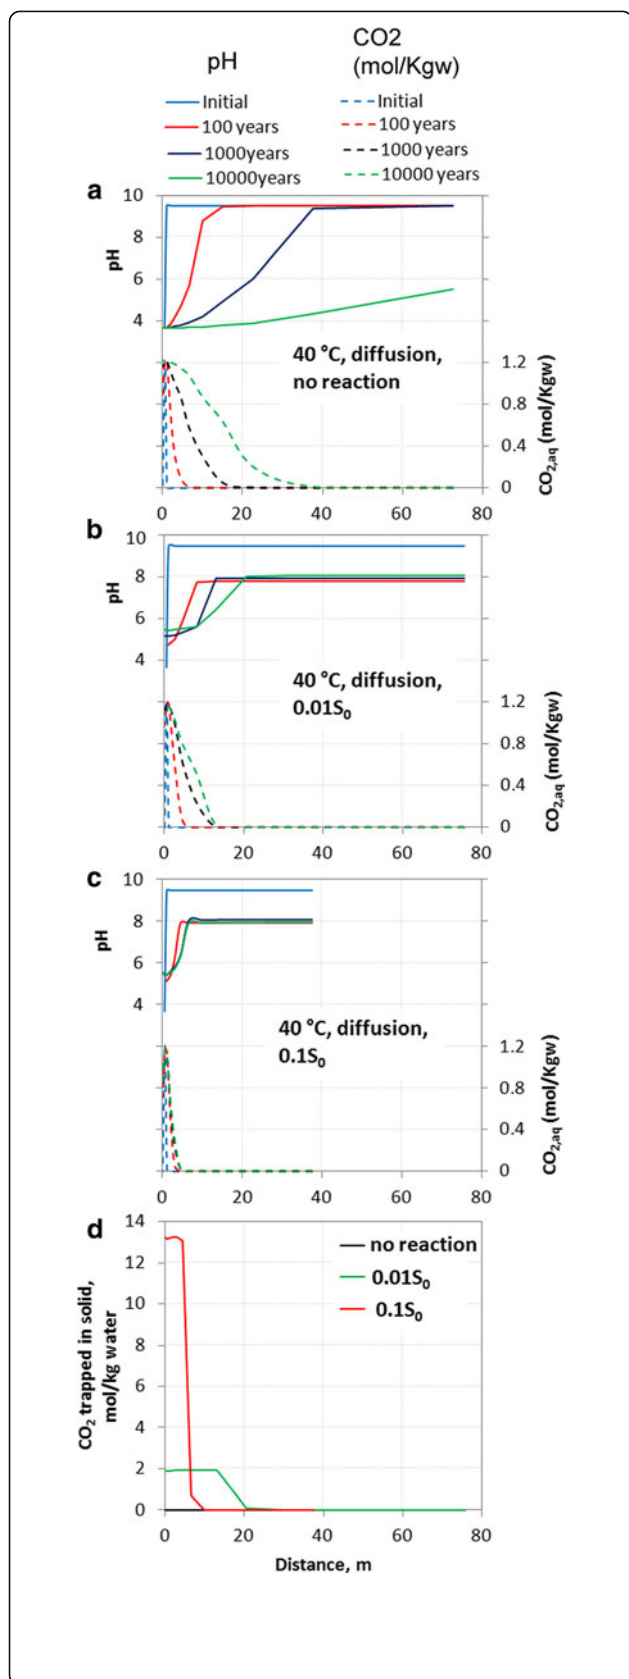 pH
CO2
(mol/Kgw)
Initial
100 years
1000years
10000years
Initial
100 years
1000 years
10000 years
a
10
8
6
4
pH
40 °C, diffusion,
no reaction
1.2
0.8
0.4
0
CO2,aq (mol/Kgw)
0 20 40 60 80
b
10
8
6
4
pH
40 °C, diffusion,
0.01S0
1.2
0.8
0.4
0
CO2,aq (mol/Kgw)
0 20 40 60 80
c
10
8
6
4
pH
40 °C, diffusion,
0.1S0
1.2
0.8
0.4
0
CO2,aq (mol/Kgw)
0 20 40 60 80
d
14
12
10
8
6
4
2
0
CO2 trapped in solid,
mol/kg water
no reaction
0.01S0
0.1S0
0 20 40 60 80
Distance, m